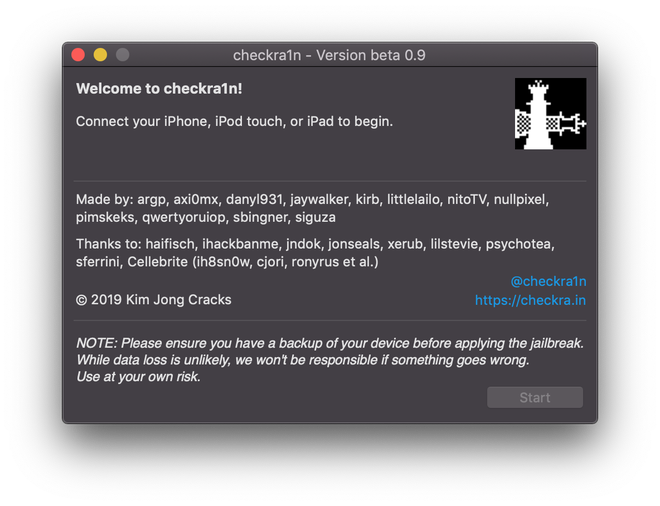 checkra1n - Version beta 0.9
Welcome to checkra1n!
Connect your iPhone, iPod touch, or iPad to begin.
Made by: argp, axi0mx, danyl931, jaywalker, kirb, littlelailo, nitoTV, nullpixel,
pimskeks, qwertyoruiop, sbingner, siguza
Thanks to: haifisch, ihackbanme, jndok, jonseals, xerub, lilstevie, psychotea,
sferrini, Cellebrite (ih8sn0w, cjori, ronyrus et al.)
@checkra1n
© 2019 Kim Jong Cracks
https://checkra.in
NOTE: Please ensure you have a backup of your device before applying the jailbreak.
While data loss is unlikely, we won't be responsible if something goes wrong.
Use at your own risk.
Start